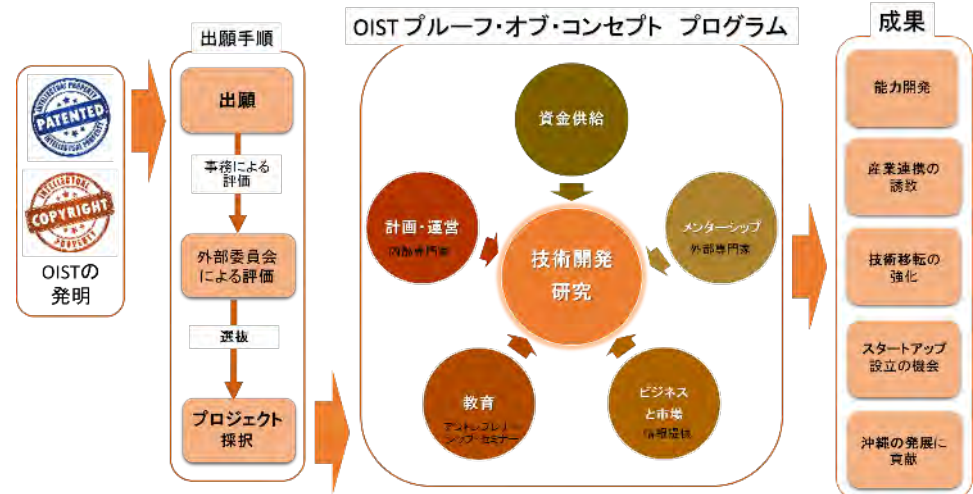 INTELLECTUAL PROPERTY
PATENTED
INTELLECTUAL PROPERTY
INTELLECTUAL
COPYRIGHT
PROPERTY
OISTの
発明
出願手順
出願
事務による
評価
外部委員会
による評価
選抜
プロジェクト
採択
OIST プルーフ・オブ・コンセプト プログラム
資金供給
計画・運営
内部専門家
メンターシップ
外部専門家
技術開発
研究
教育
アントレプレナー
シップ・セミナー
ビジネス
と市場
情報提供
成果
能力開発
産業連携の
誘致
技術移転の
強化
スタートアップ
設立の機会
沖縄の発展に
貢献